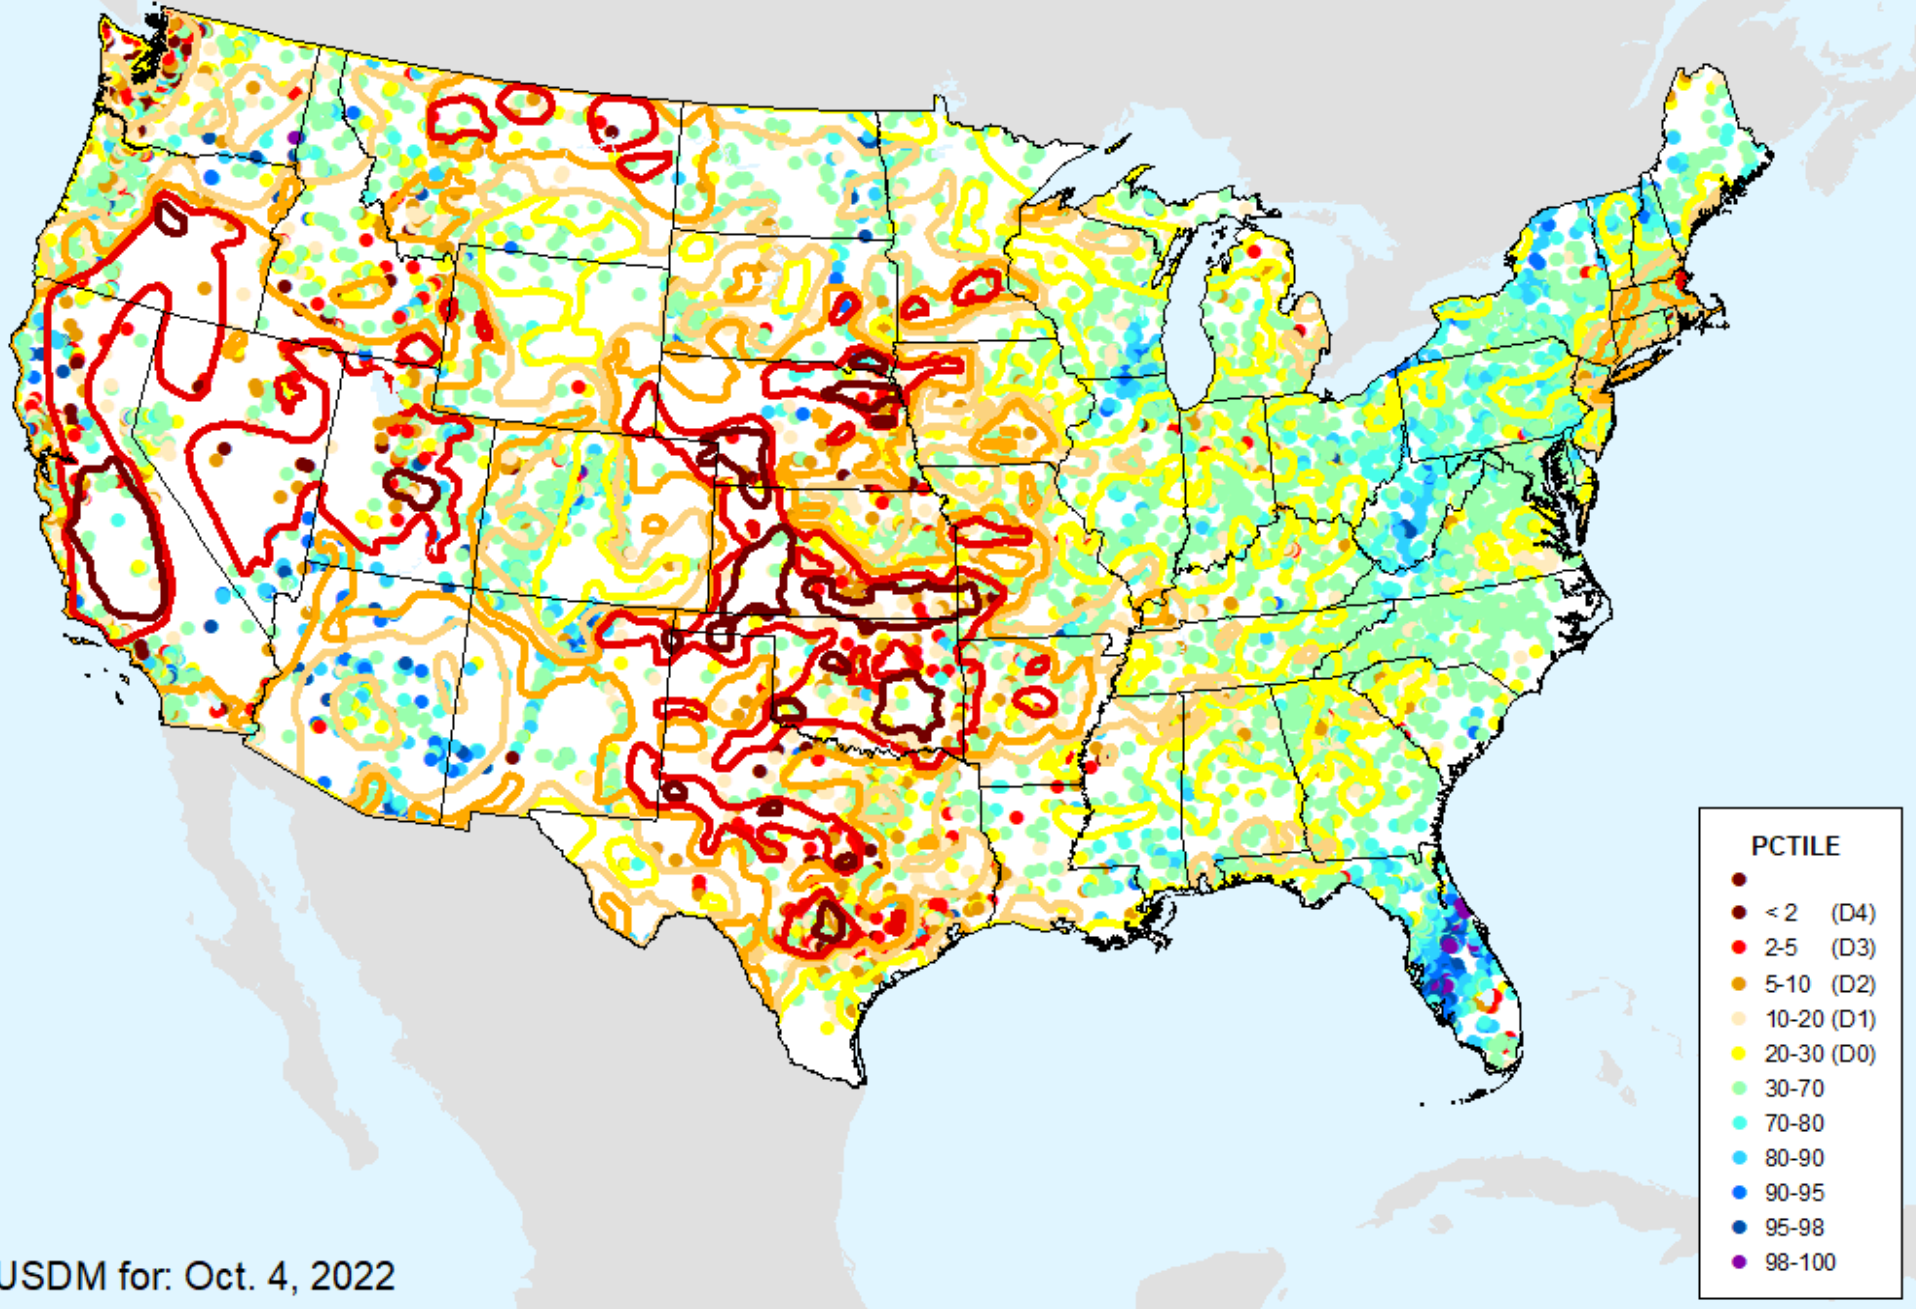 PCTILE
< 2 (D4)
2-5 (D3)
5-10 (D2)
10-20 (D1)
20-30 (D0)
30-70
70-80
80-90
90-95
95-98
98-100
USDM for: Oct. 4, 2022